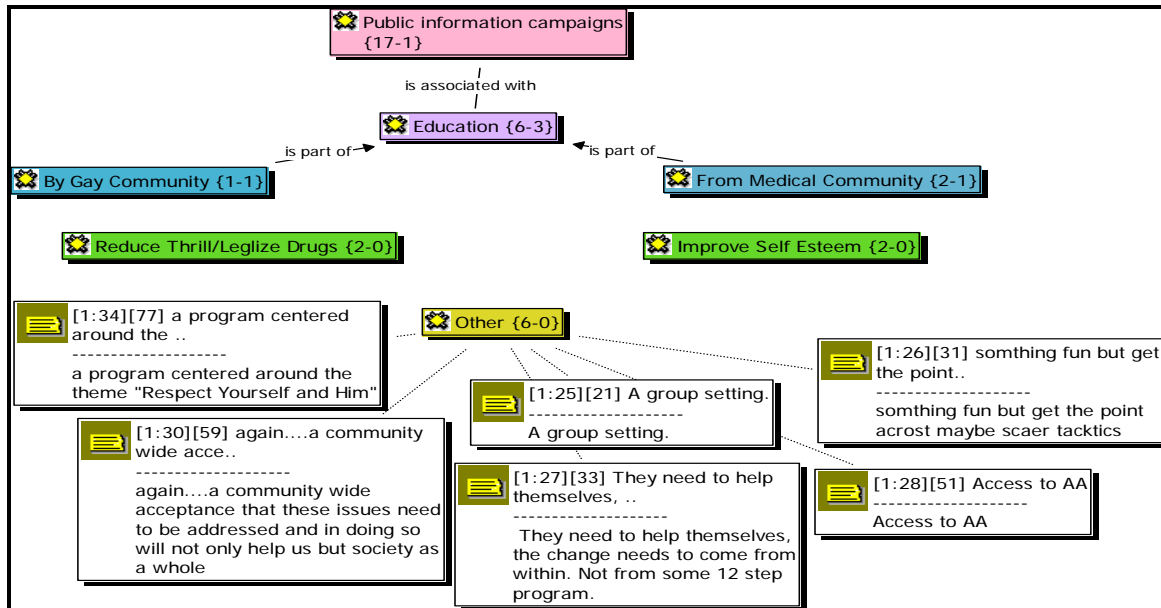 Public information campaigns
{17-1}
is associated with
Education {6-3}
is part of
is part of
By Gay Community {1-1}
From Medical Community {2-1}
Reduce Thrill/Leglize Drugs {2-0}
Improve Self Esteem {2-0}
[1:34][77] a program centered
around the ..
--------------------
a program centered around the
theme "Respect Yourself and Him"
Other {6-0}
[1:26][31] somthing fun but get
the point..
--------------------
somthing fun but get the point
acrost maybe scaer tacktics
[1:25][21] A group setting.
--------------------
A group setting.
[1:30][59] again....a community
wide acce..
--------------------
again....a community wide
acceptance that these issues need
to be addressed and in doing so
will not only help us but society as
a whole
[1:27][33] They need to help
themselves, ..
--------------------
They need to help themselves,
the change needs to come from
within. Not from some 12 step
program.
[1:28][51] Access to AA
--------------------
Access to AA